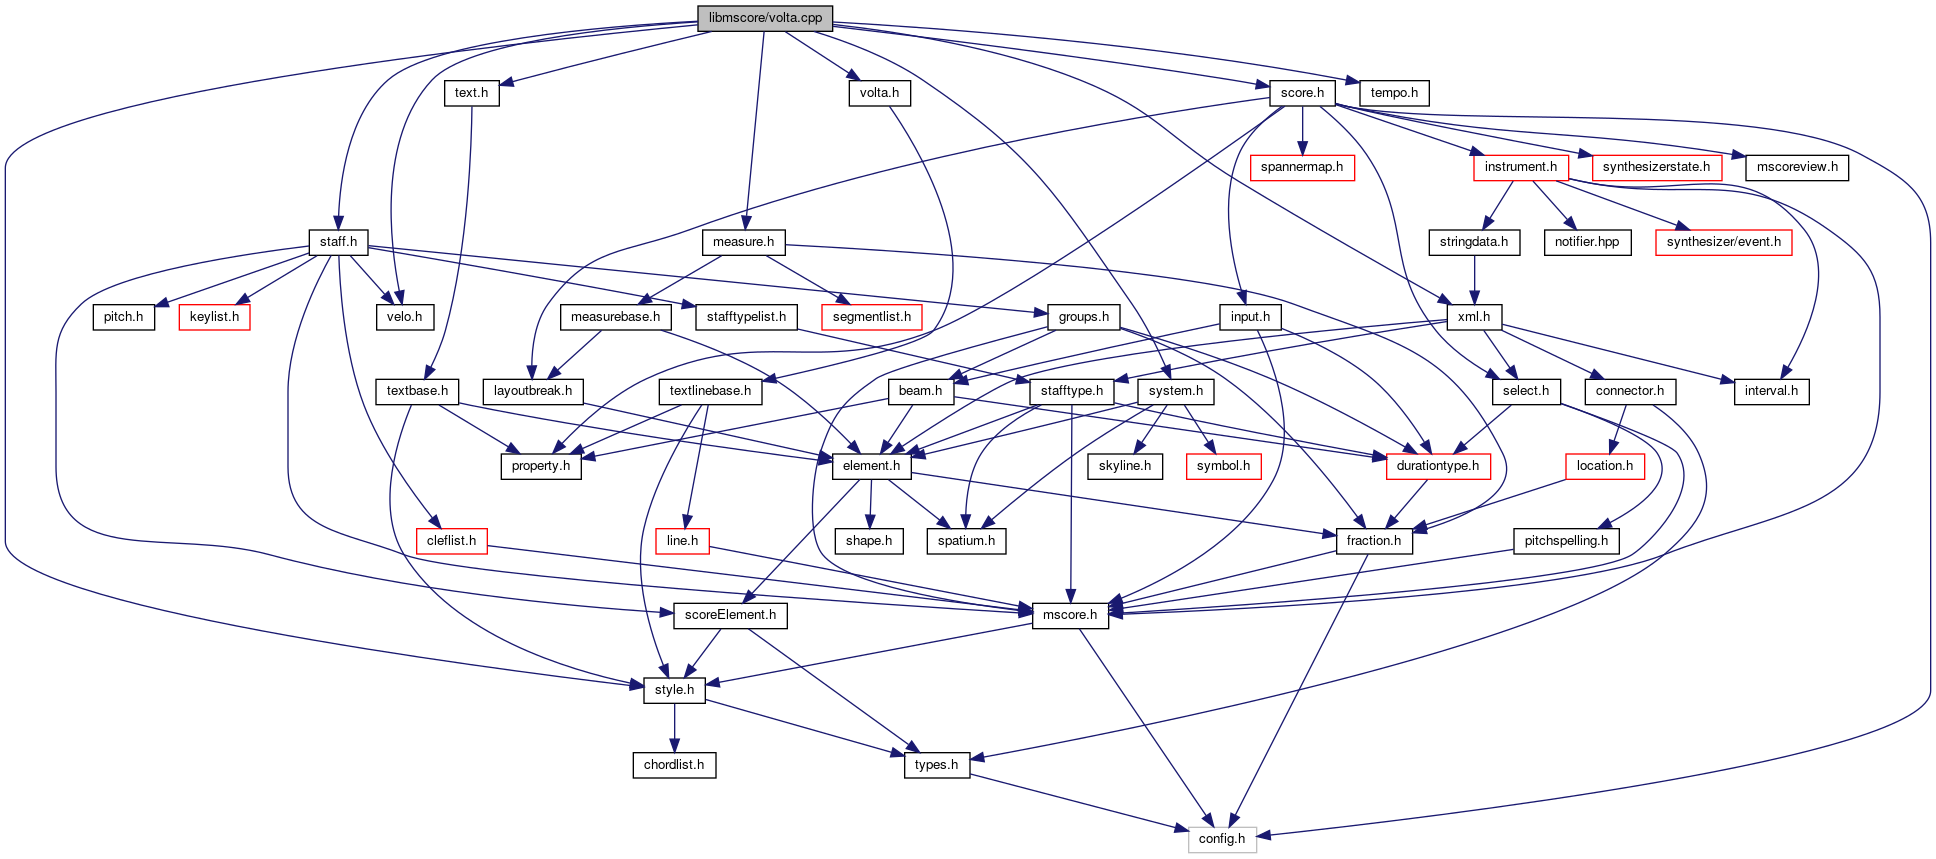 libmscore/volta.cpp
text.h
volta.h
score.h
tempo.h
spannermap.h
instrument.h
synthesizerstate.h
mscoreview.h
staff.h
measure.h
stringdata.h
notifier.hpp
synthesizer/event.h
pitch.h
keylist.h
velo.h
measurebase.h
stafftypelist.h
segmentlist.h
groups.h
input.h
xml.h
textbase.h
layoutbreak.h
textlinebase.h
beam.h
stafftype.h
system.h
select.h
connector.h
interval.h
property.h
element.h
skyline.h
symbol.h
durationtype.h
location.h
cleflist.h
line.h
shape.h
spatium.h
fraction.h
pitchspelling.h
scoreElement.h
mscore.h
style.h
chordlist.h
types.h
config.h